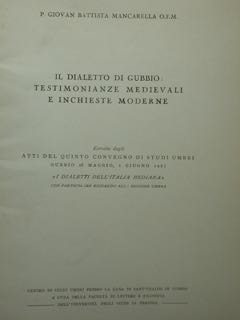 P. GIOVAN BATTISTA MANCARELLA O.F.M.
IL DIALETTO DI GUBBIO:
TESTIMONIANZE MEDIEVALI
E INCHIESTE MODERNE
Estratto dagli
ATTI DEL QUINTO CONVEGNO DI STUDI UMBRI
GUBBIO 28 MAGGIO, 1 GIUGNO
«I DIALETTI DELL'ITALIA MEDIANA»
CON PARTICOLARE RIGUARDO ALLA REGIONE UMBRA
CENTRO DI STUDI UMBRI PRESSO LA CASA DI SANT'UBALDO IN GUBBIO
A CURA DELLA FACOLTÀ DI LETTERE E FILOSOFIA
DELL'UNIVERSITÀ DEGLI STUDI DI PERUGIA